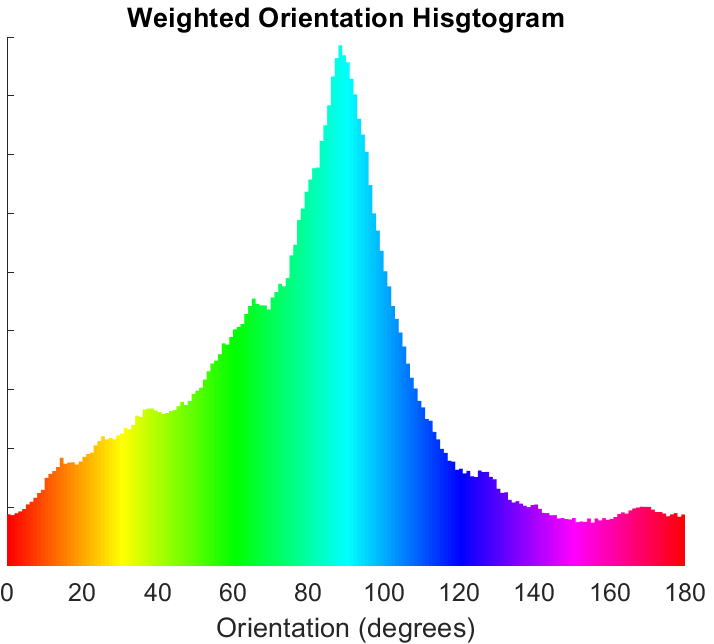 Weighted Orientation Hisgtogram
0 20 40 60 80 100 120 140 160 180
Orientation (degrees)